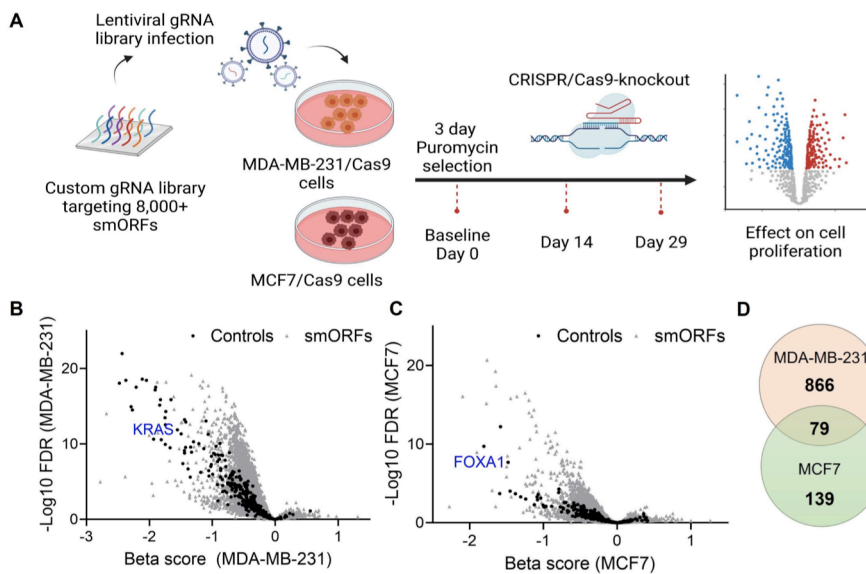 A
Lentiviral gRNA
library infection
Custom gRNA library
targeting 8,000+
smORFs
MDA-MB-231/Cas9
cells
MCF7/Cas9 cells
3 day
Puromycin
selection
CRISPR/Cas9-knockout
Baseline
Day 0
Day 14
Day 29
Effect on cell
proliferation
B
Controls
smORFs
-Log10 FDR (MDA-MB-231)
20
10
0
KRAS
-3
-2
-1
0
1
Beta score (MDA-MB-231)
C
Controls
smORFs
-Log10 FDR (MCF7)
20
10
0
FOXA1
-2
-1
0
1
Beta score (MCF7)
D
MDA-MB-231
866
79
MCF7
139